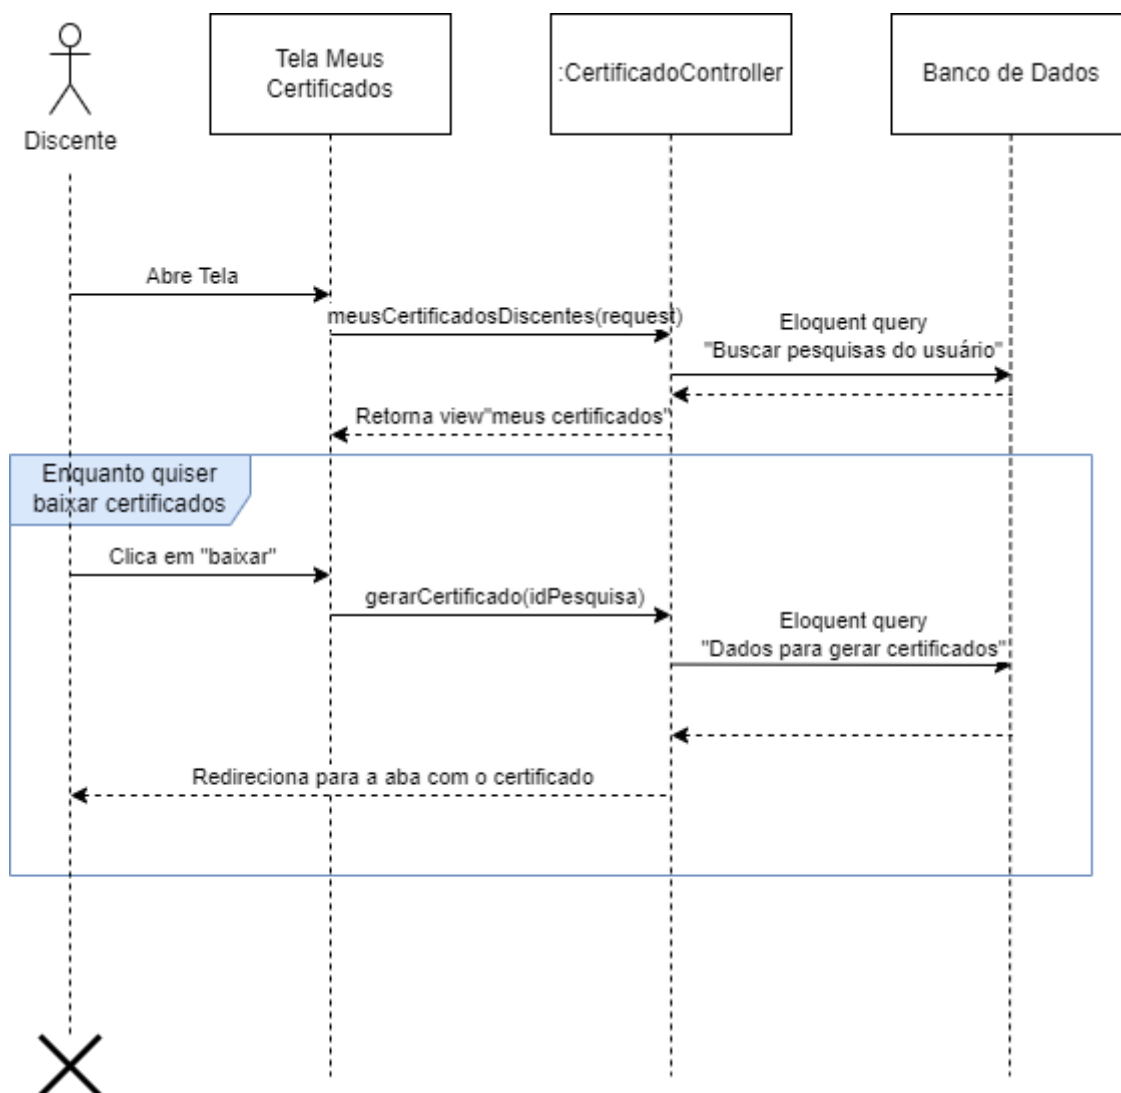 Discente
Tela Meus
Certificados
:CertificadoController
Banco de Dados
Abre Tela
meusCertificadosDiscentes(request)
Eloquent query
"Buscar pesquisas do usuário"
Retorna view"meus certificados"
Enquanto quiser
baixar certificados
Clica em "baixar"
gerarCertificado(idPesquisa)
Eloquent query
"Dados para gerar certificados"
Redireciona para a aba com o certificado